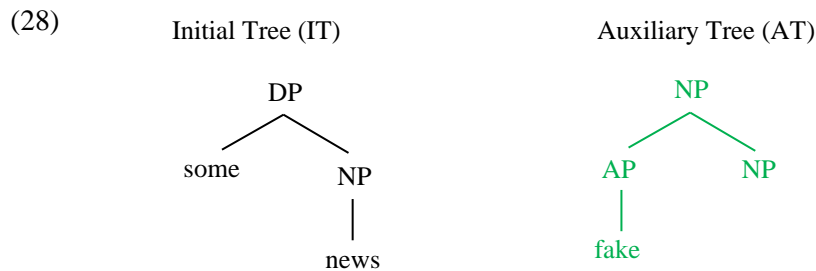 (28) Initial Tree (IT) Auxiliary Tree (AT)
DP NP
some NP AP NP
news fake